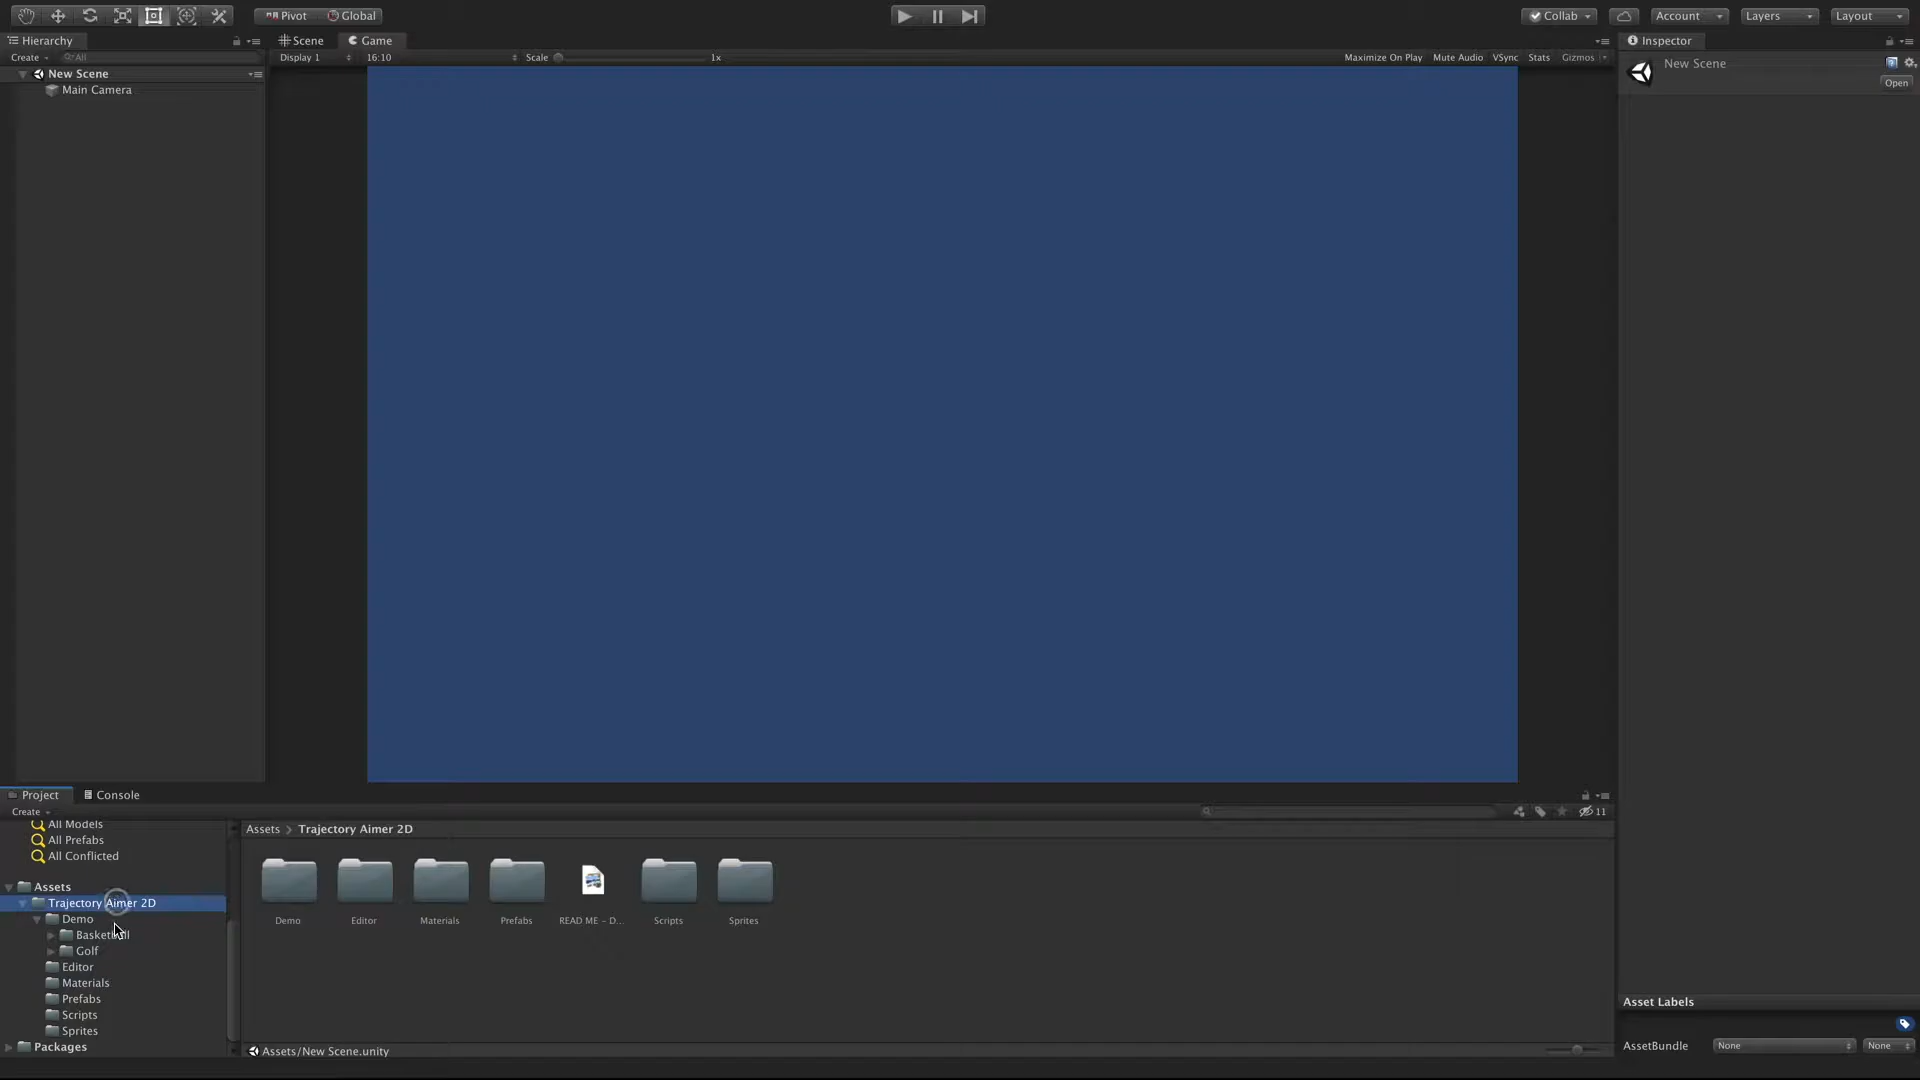 Pivot
Global
Collab
Account
Layers
Layout
Hierarchy
Scene
Game
Inspector
Create
All
Display 1
16:10
Scale
1x
Maximize On Play
Mute Audio
VSync
Stats
Gizmos
New Scene
New Scene
Open
Main Camera
Project
Console
Create
11
All Models
All Prefabs
All Conflicted
Assets
Trajectory Aimer 2D
Demo
Golf
Editor
Materials
Prefabs
Scripts
Sprites
Packages
Assets > Trajectory Aimer 2D
Demo
Editor
Materials
Prefabs
READ ME - D...
Scripts
Sprites
Assets/New Scene.unity
Asset Labels
AssetBundle
None
None